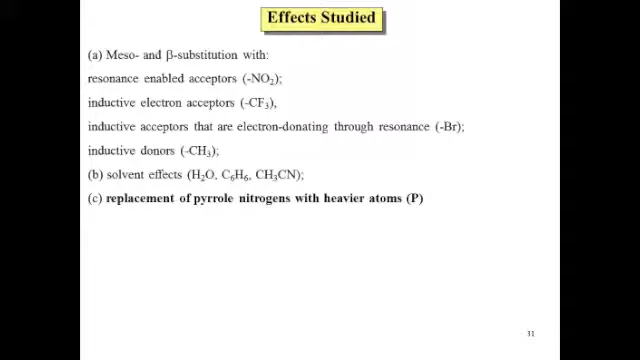 Effects Studied
(a) Meso- and β-substitution with:
resonance enabled acceptors (-NO₂);
inductive electron acceptors (-CF₃),
inductive acceptors that are electron-donating through resonance (-Br);
inductive donors (-CH₃);
(b) solvent effects (H₂O, C₆H₆, CH₃CN);
(c) replacement of pyrrole nitrogens with heavier atoms (P)
31